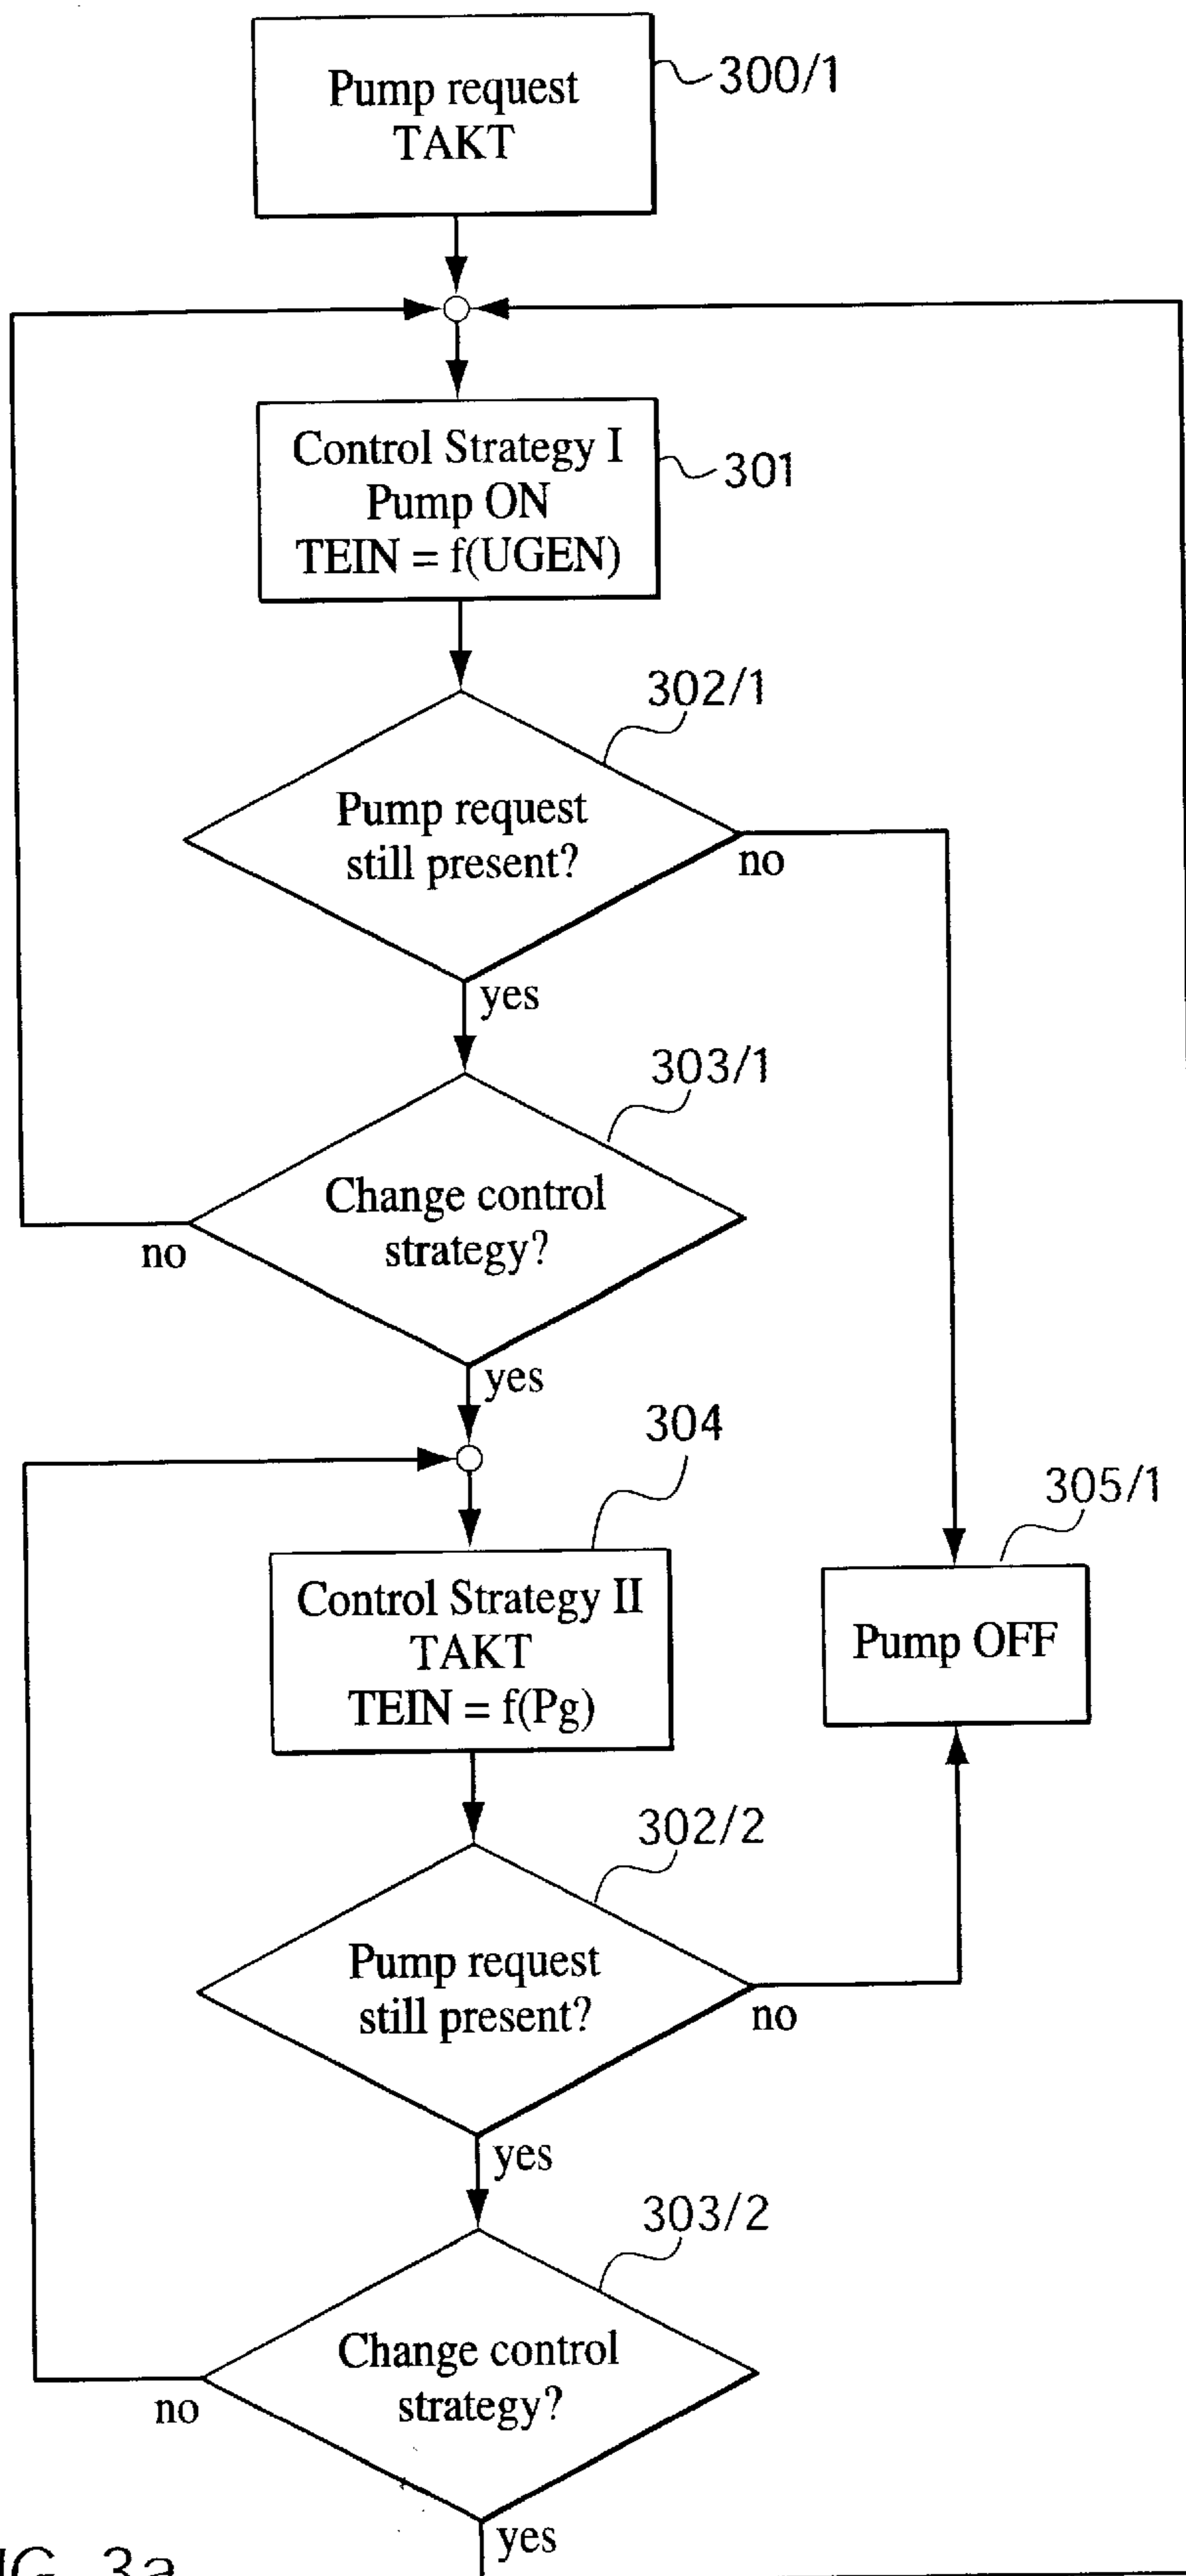 Pump request
TAKT
300/1
Control Strategy I
Pump ON
TEIN = f(UGEN)
301
302/1
Pump request
still present?
no
yes
303/1
Change control
strategy?
no
yes
304
Control Strategy II
TAKT
TEIN = f(Pg)
305/1
Pump OFF
302/2
Pump request
still present?
no
yes
303/2
Change control
strategy?
no
yes
3a